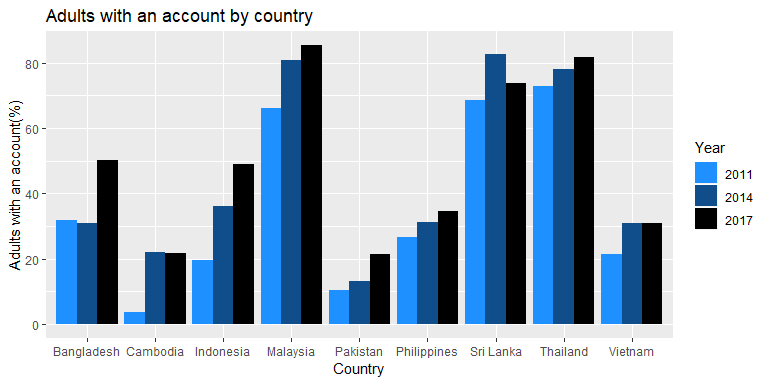 Adults with an account by country
Adults with an account(%)
80
60
40
20
0
Bangladesh Cambodia Indonesia Malaysia Pakistan Philippines Sri Lanka Thailand Vietnam
Country
Year
2011
2014
2017